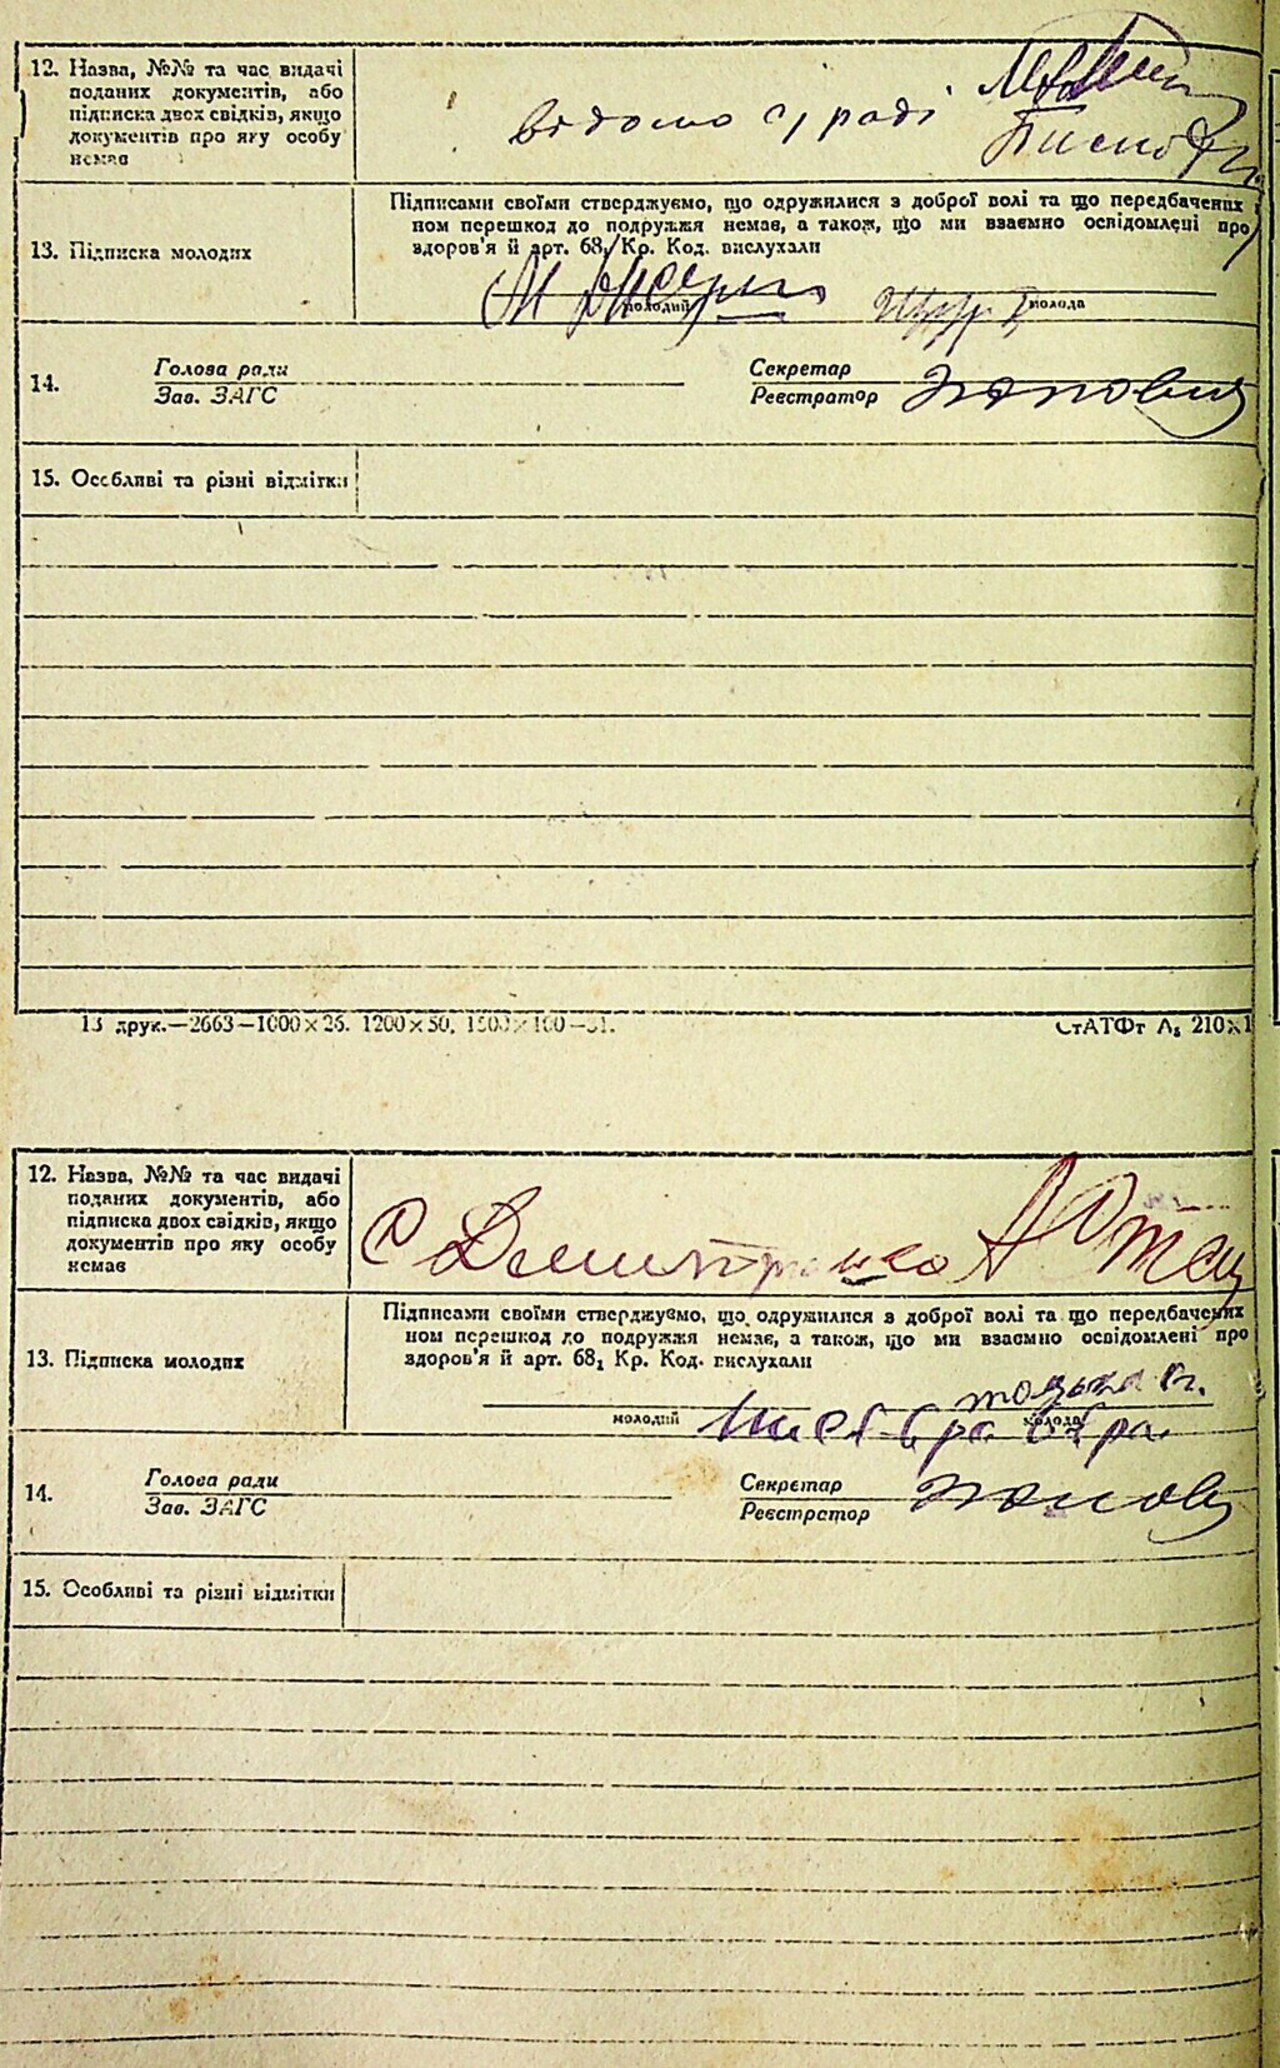 12. Назва, №№ та час видачі
поданих документів, або
підписка двох свідків, якщо
документів про яку особу
немає
відомо с/раді
13. Підписка молодих
Підписами своїми стверджуємо, що одружилися з доброї волі та що передбачених
ном перешкод до подружжя немає, а також, що ми взаємно освідомлені про
здоров'я й арт. 68₁ Кр. Код. вислухали
молодий
молода
14.
Голова ради
Зав. ЗАГС
Секретар
Реєстратор
15. Особливі та різні відмітки
13 друк.—2663—1000×26. 1200×50.
СтАТФт А₅ 210×1
12. Назва, №№ та час видачі
поданих документів, або
підписка двох свідків, якщо
документів про яку особу
немає
Дмитренко
13. Підписка молодих
Підписами своїми стверджуємо, що одружилися з доброї волі та що передбачених
ном перешкод до подружжя немає, а також, що ми взаємно освідомлені про
здоров'я й арт. 68₁ Кр. Код. вислухали
молодий
молода
14.
Голова ради
Зав. ЗАГС
Секретар
Реєстратор
15. Особливі та різні відмітки